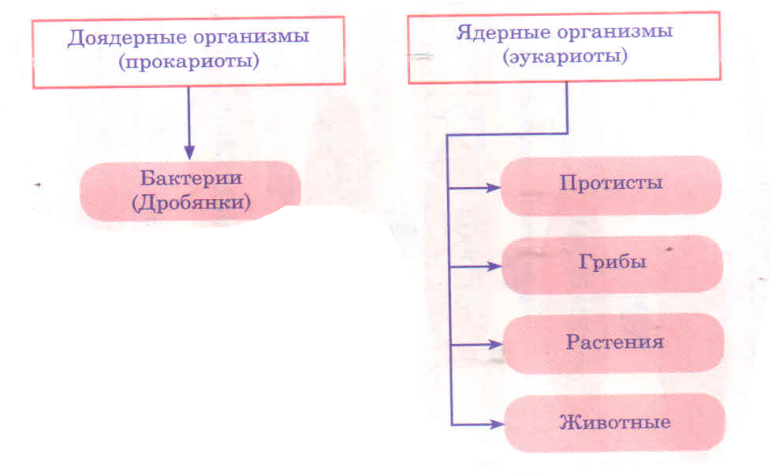 Доядерные организмы
(прокариоты)
Бактерии
(Дробянки)
Ядерные организмы
(эукариоты)
Протисты
Грибы
Растения
Животные